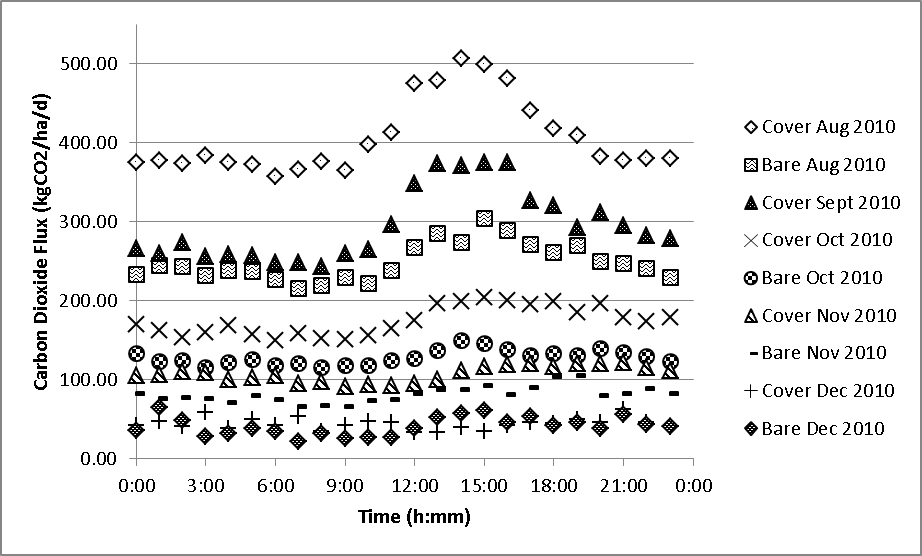 500.00
400.00
300.00
200.00
100.00
0.00
Carbon Dioxide Flux (kgCO2/ha/d)
0:00 3:00 6:00 9:00 12:00 15:00 18:00 21:00 0:00
Time (h:mm)
Cover Aug 2010
Bare Aug 2010
Cover Sept 2010
Cover Oct 2010
Bare Oct 2010
Cover Nov 2010
Bare Nov 2010
Cover Dec 2010
Bare Dec 2010